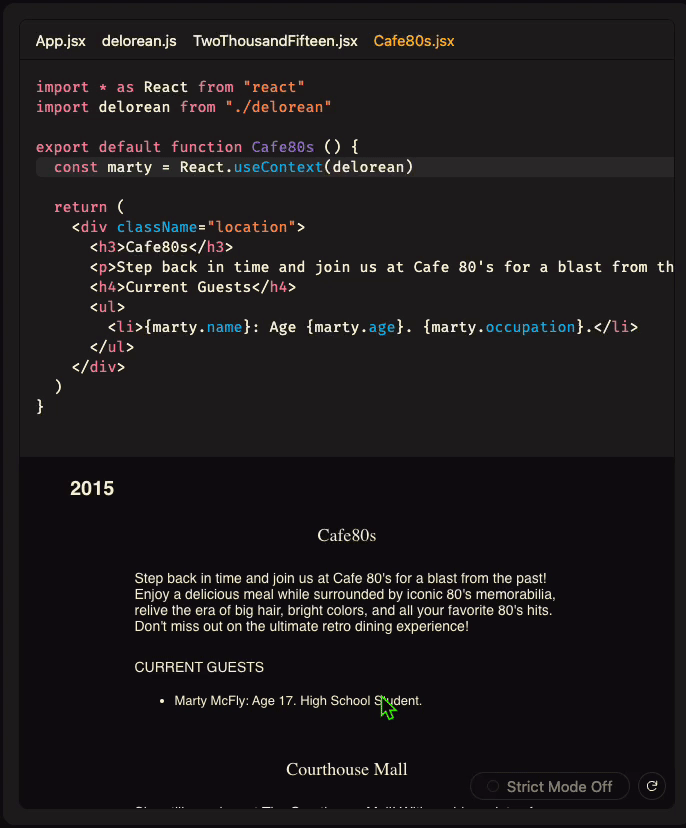 App.jsx delorean.js TwoThousandFifteen.jsx Cafe80s.jsx
import * as React from "react"
import delorean from "./delorean"
export default function Cafe80s () {
const marty = React.useContext(delorean)
return (
<div className="location">
<h3>Cafe80s</h3>
<p>Step back in time and join us at Cafe 80's for a blast from th
<h4>Current Guests</h4>
<ul>
<li>{marty.name}: Age {marty.age}. {marty.occupation}.</li>
</ul>
</div>
)
}
2015
Cafe80s
Step back in time and join us at Cafe 80's for a blast from the past!
Enjoy a delicious meal while surrounded by iconic 80's memorabilia,
relive the era of big hair, bright colors, and all your favorite 80's hits.
Don't miss out on the ultimate retro dining experience!
CURRENT GUESTS
• Marty McFly: Age 17. High School Student.
Courthouse Mall
Strict Mode Off